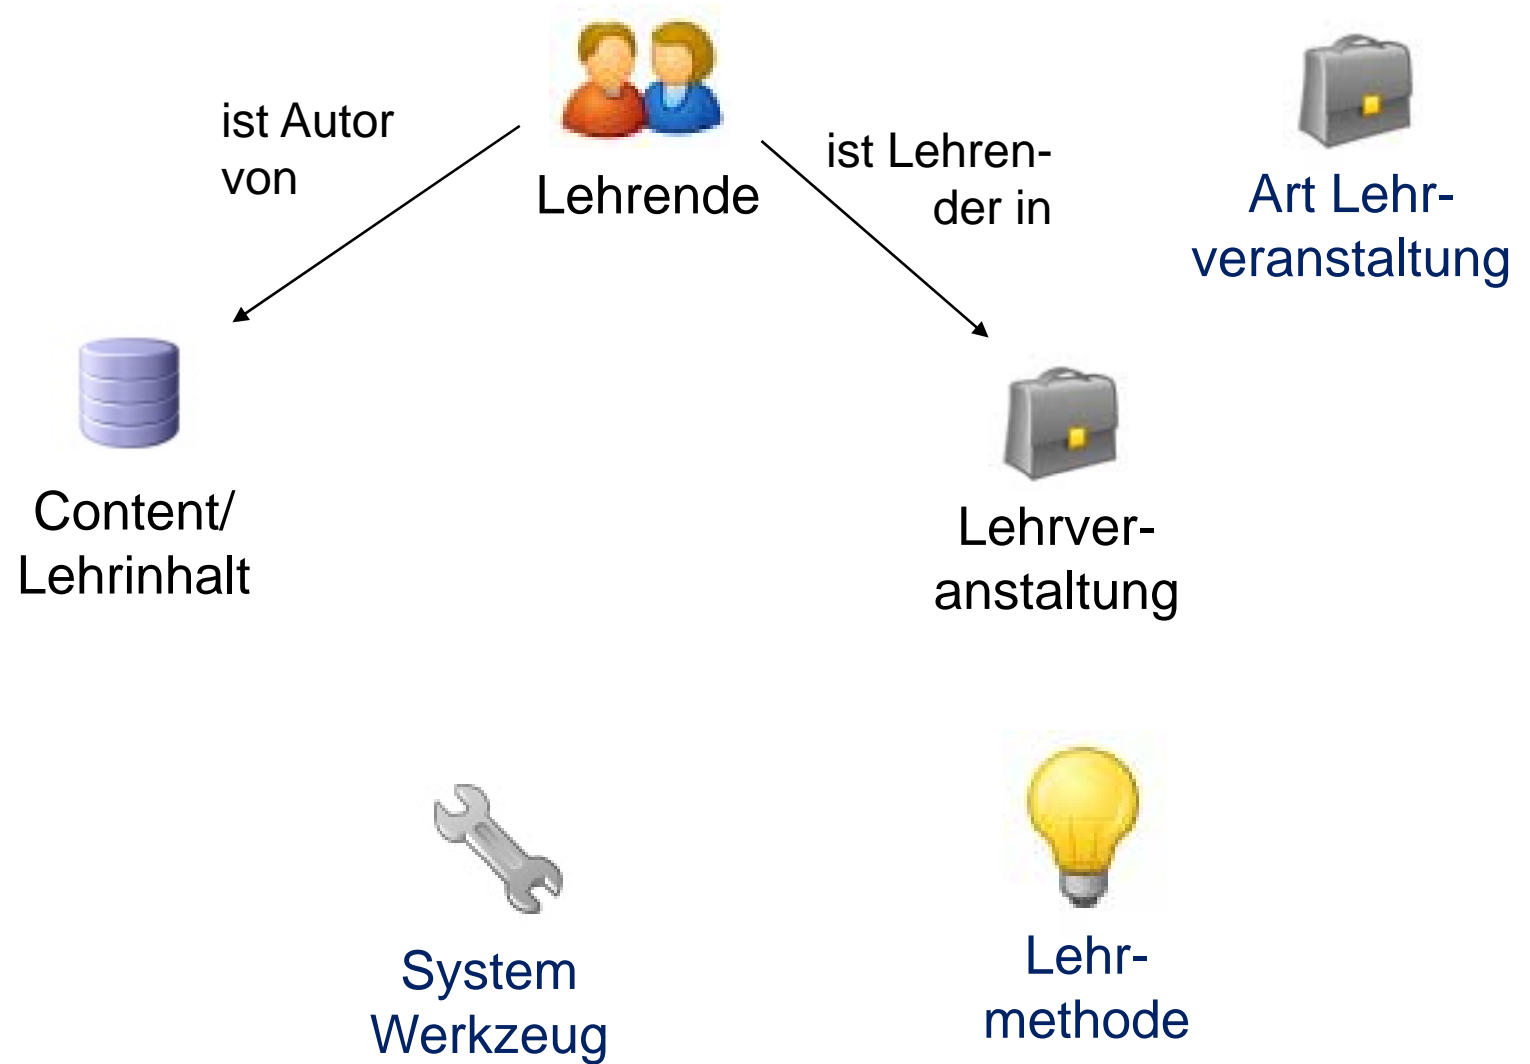 ist Autor
von
Lehrende
ist Lehren-
der in
Art Lehr-
veranstaltung
Content/
Lehrinhalt
Lehrver-
anstaltung
System
Werkzeug
Lehr-
methode